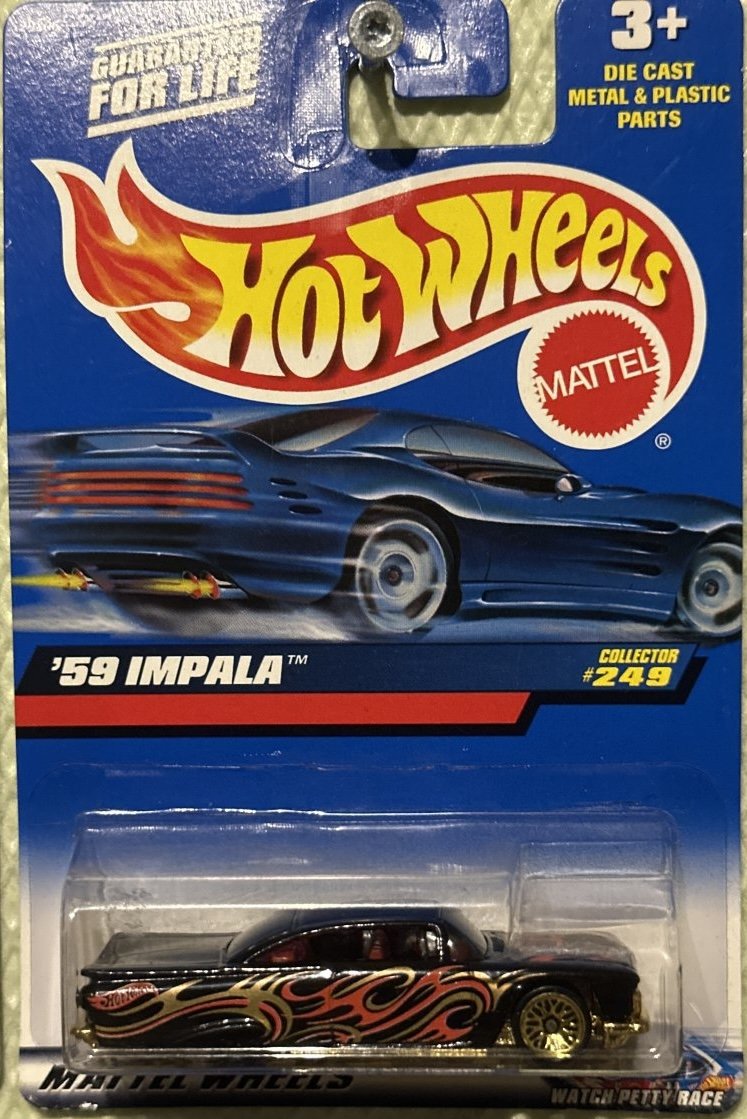 GUARANTEED
FOR LIFE
3+
DIE CAST
METAL & PLASTIC
PARTS
HOT WHEELS
MATTEL
®
'59 IMPALA™
COLLECTOR
#249
HOT WHEELS
MATTEL WHEELS
WATCH PETTY RACE